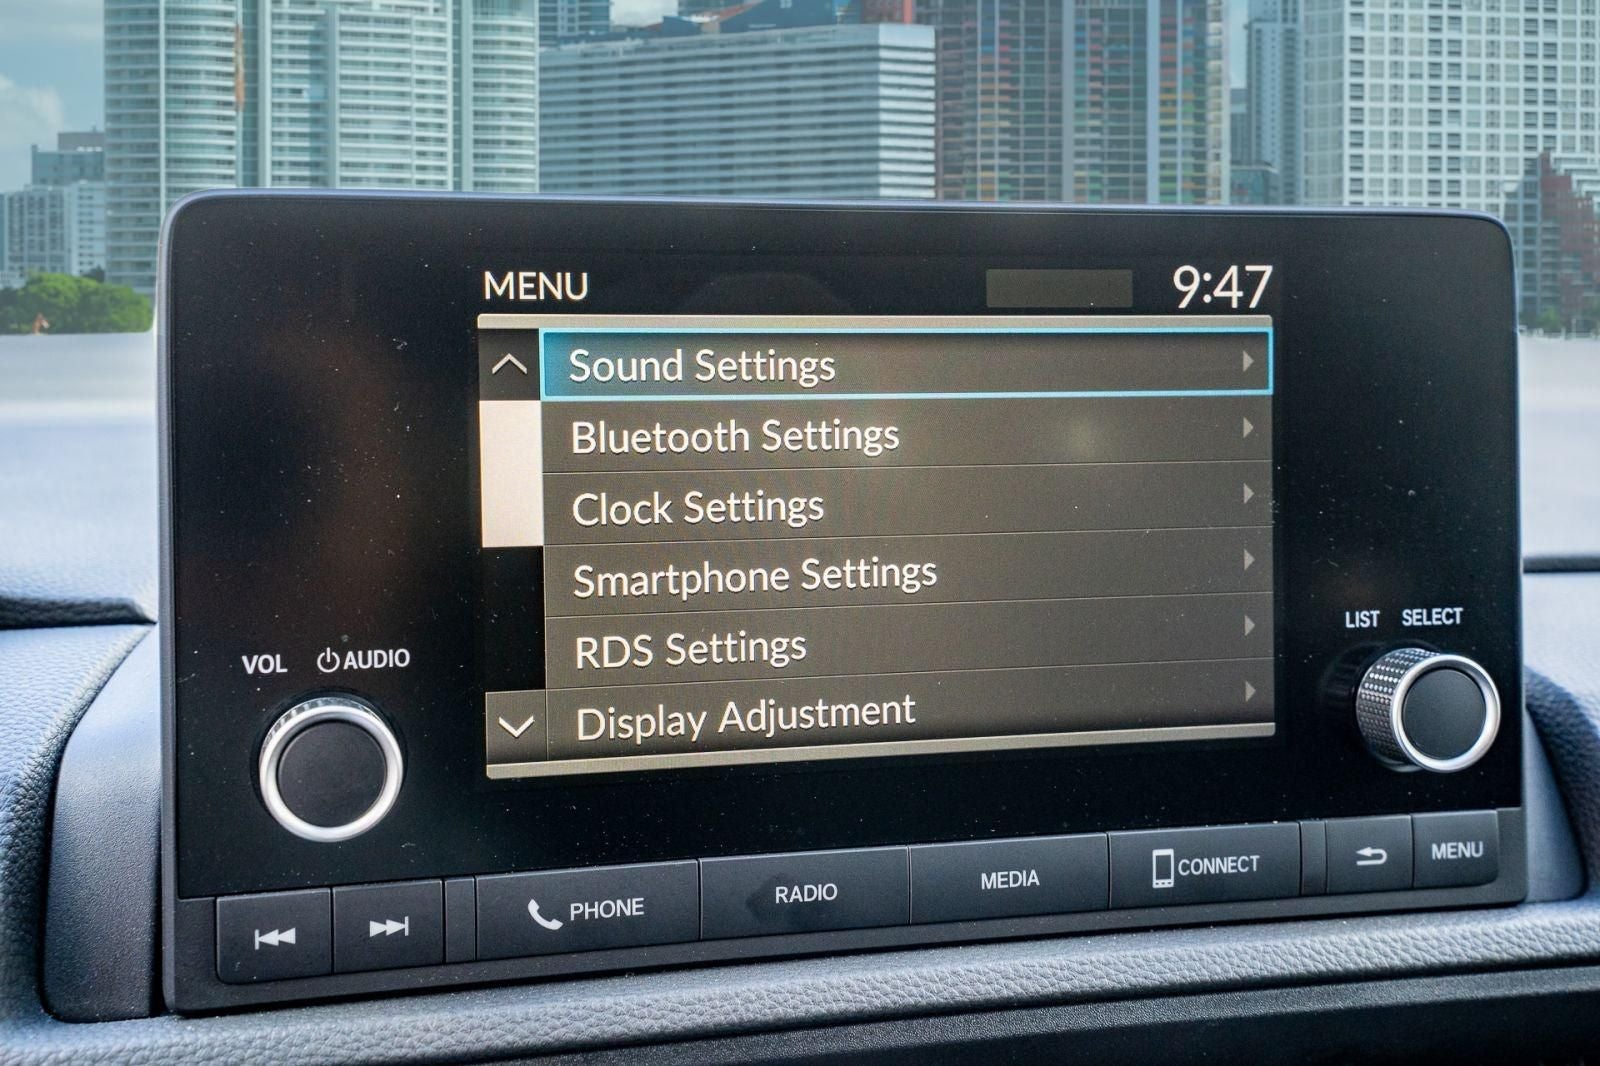 MENU 9:47
Sound Settings
Bluetooth Settings
Clock Settings
Smartphone Settings
RDS Settings
Display Adjustment
VOL AUDIO
LIST SELECT
PHONE
RADIO
MEDIA
CONNECT
MENU